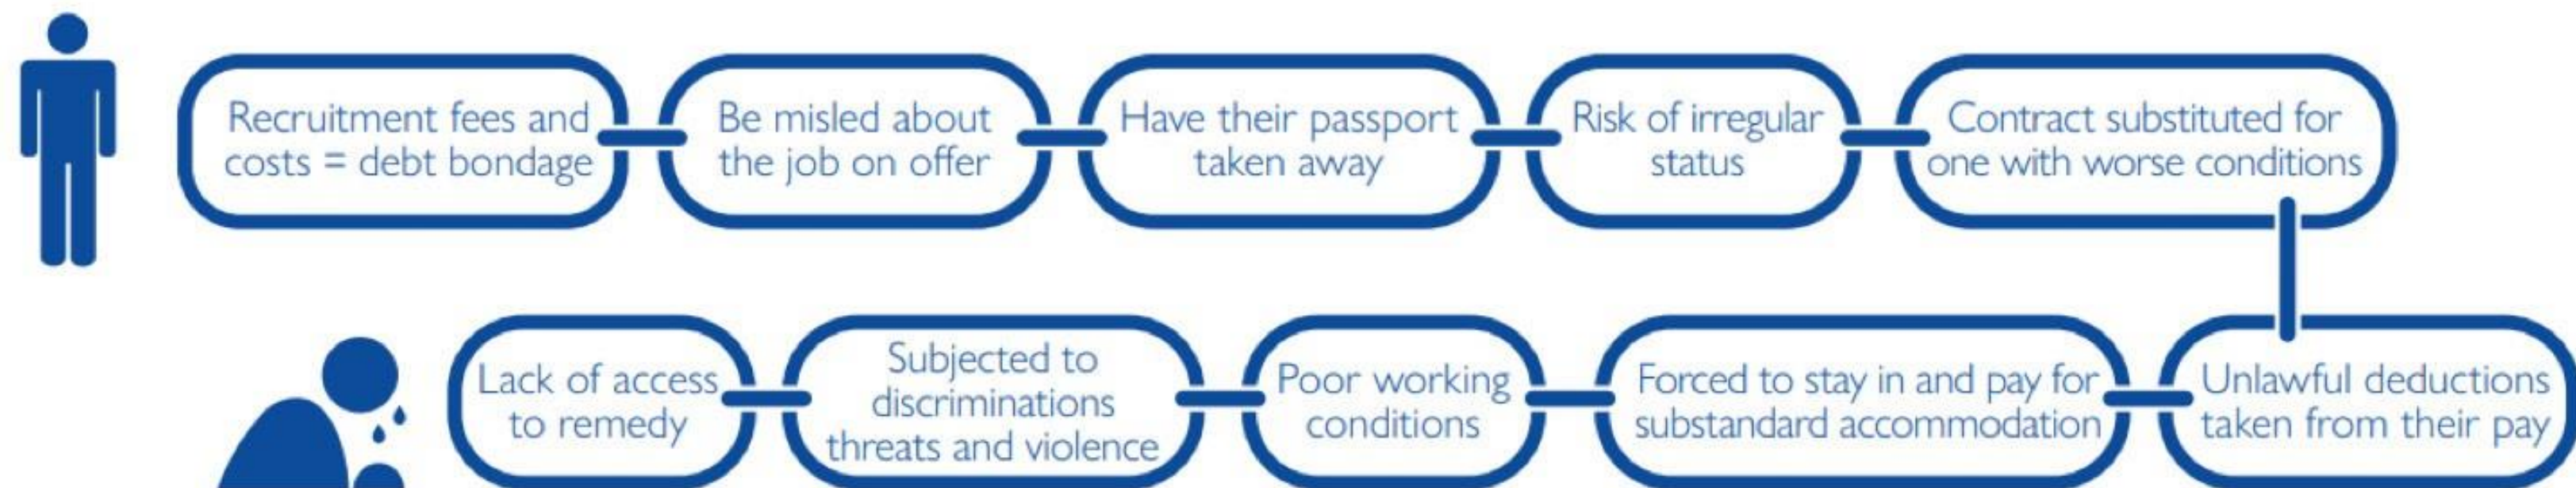 Recruitment fees and
costs = debt bondage
Be misled about
the job on offer
Have their passport
taken away
Risk of irregular
status
Contract substituted for
one with worse conditions
Unlawful deductions
taken from their pay
Forced to stay in and pay for
substandard accommodation
Poor working
conditions
Subjected to
discriminations
threats and violence
Lack of access
to remedy